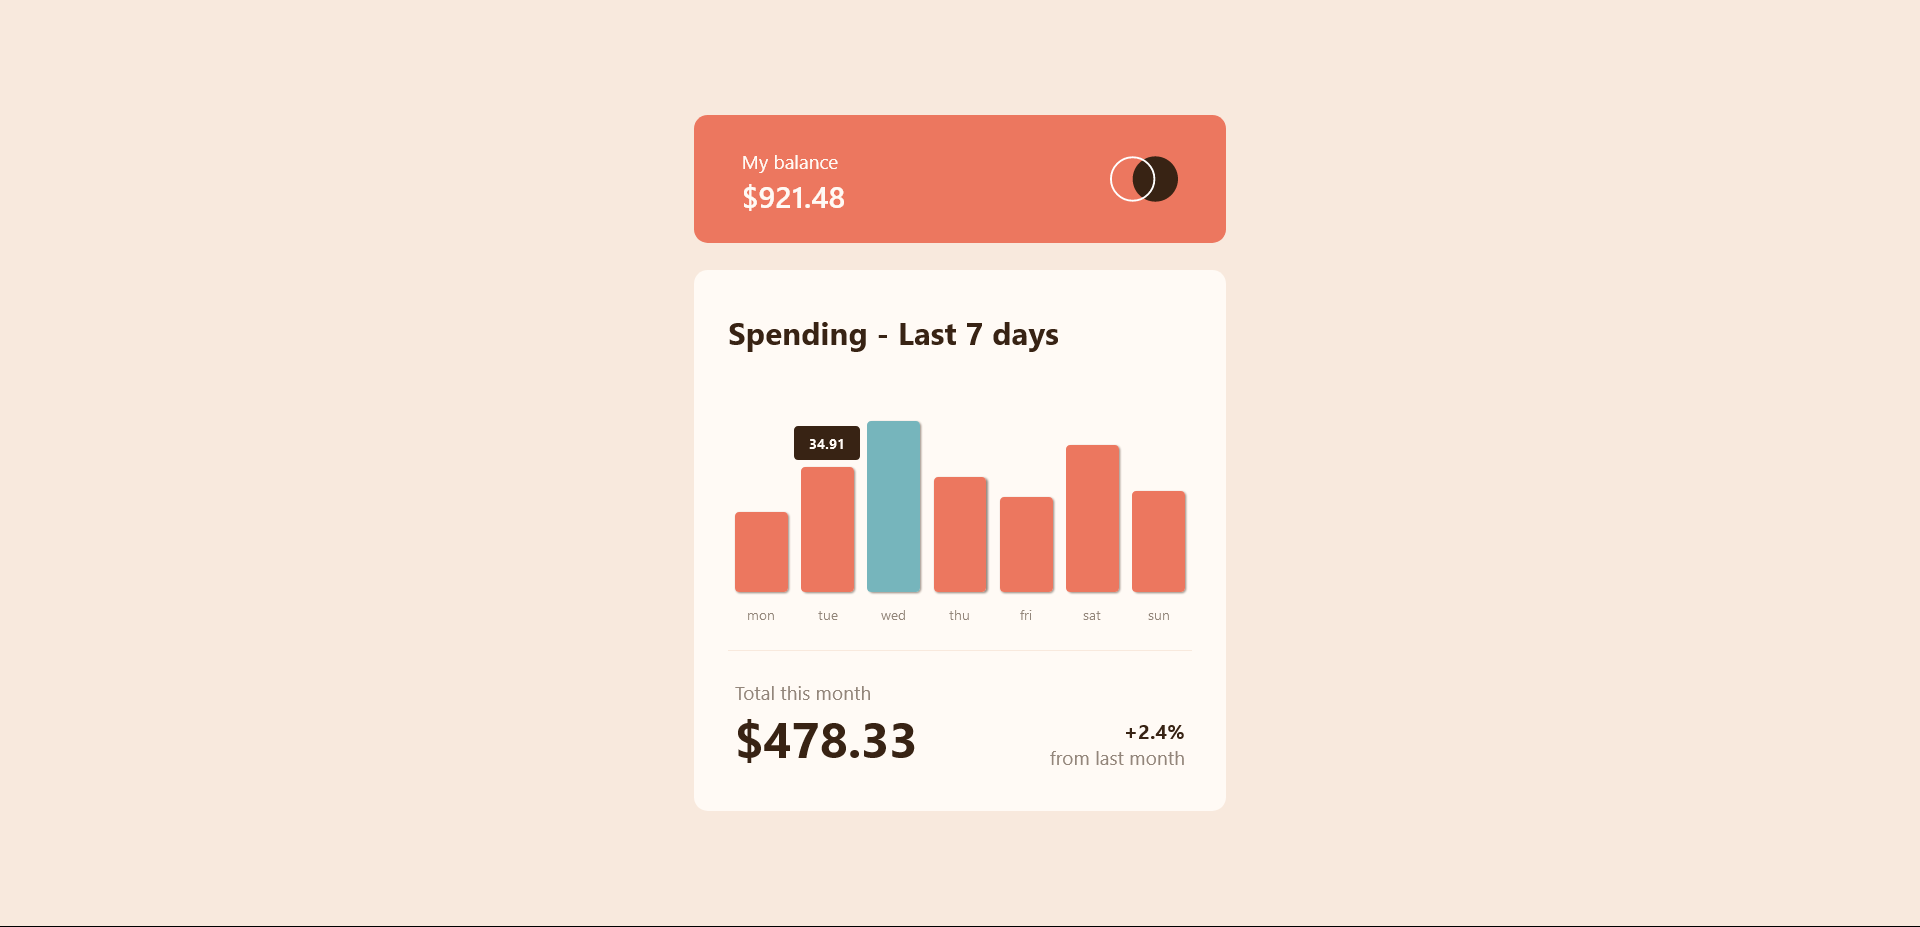 My balance
$921.48
Spending - Last 7 days
34.91
mon tue wed thu fri sat sun
Total this month
$478.33
+2.4%
from last month